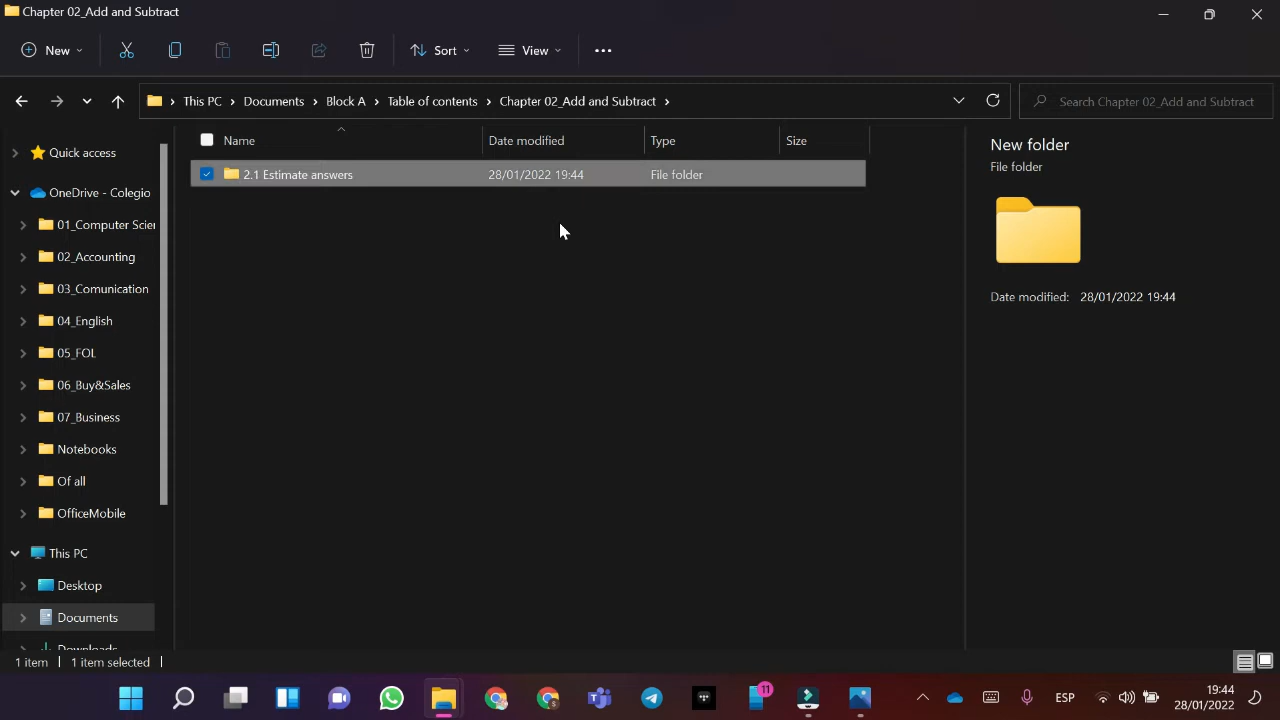 Chapter 02_Add and Subtract
New
Sort
View
This PC
Documents
Block A
Table of contents
Chapter 02_Add and Subtract
Search Chapter 02_Add and Subtract
Name
Date modified
Type
Size
2.1 Estimate answers
28/01/2022 19:44
File folder
New folder
File folder
Date modified: 28/01/2022 19:44
Quick access
OneDrive - Colegio
01_Computer Scien
02_Accounting
03_Comunication
04_English
05_FOL
06_Buy&Sales
07_Business
Notebooks
Of all
OfficeMobile
This PC
Desktop
Documents
Downloads
1 item
1 item selected
S
11
ESP
19:44
28/01/2022